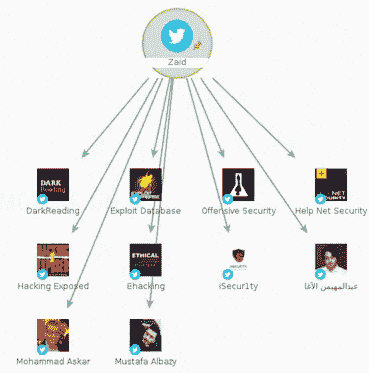 Zaid
DARK
Reading
DarkReading
Exploit Database
Offensive Security
NET
Help Net Security
Hacking Exposed
ETHICAL
Ehacking
iSecur1ty
عبدالمهيمن الآغا
Mohammad Askar
Mustafa Albazy